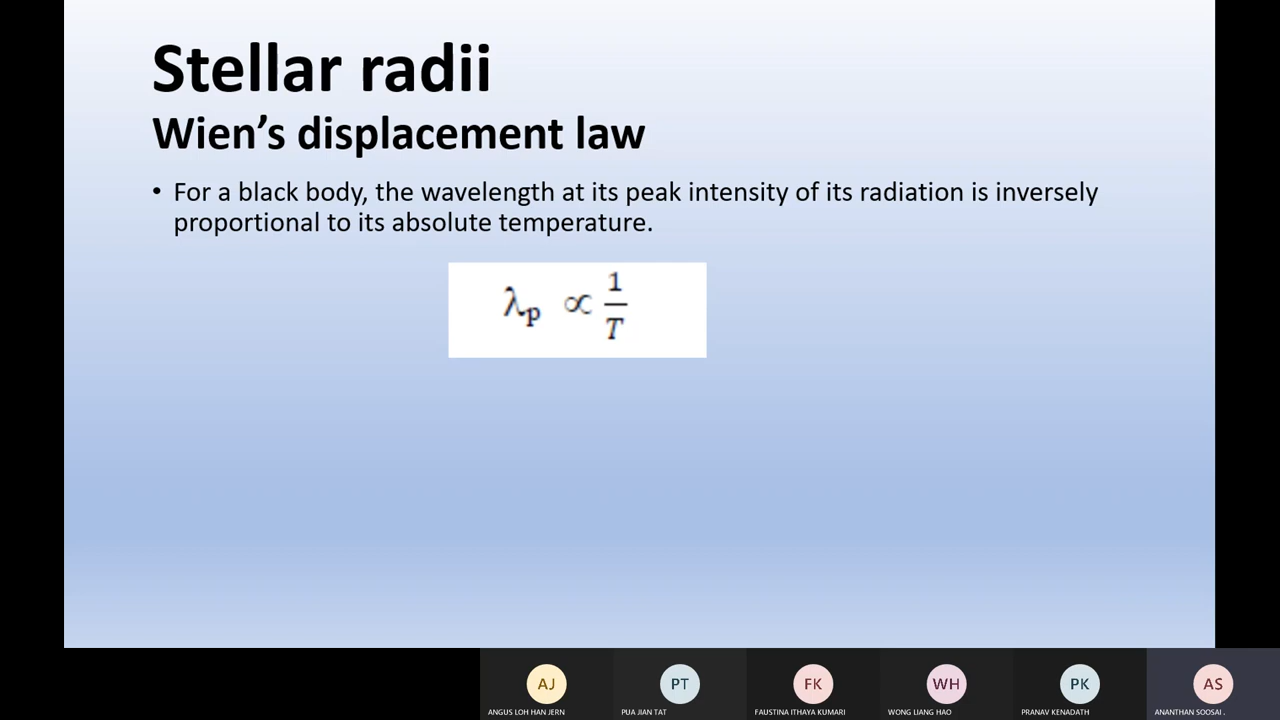 Stellar radii
Wien’s displacement law
• For a black body, the wavelength at its peak intensity of its radiation is inversely
proportional to its absolute temperature.
λp ∝ 1/T
AJ PT FK WH PK AS
ANGUS LOH HAN JERN PUA JIAN TAT FAUSTINA ITHAYA KUMARI WONG LIANG HAO PRANAV KENADATH ANANTHAN SOOSAI .